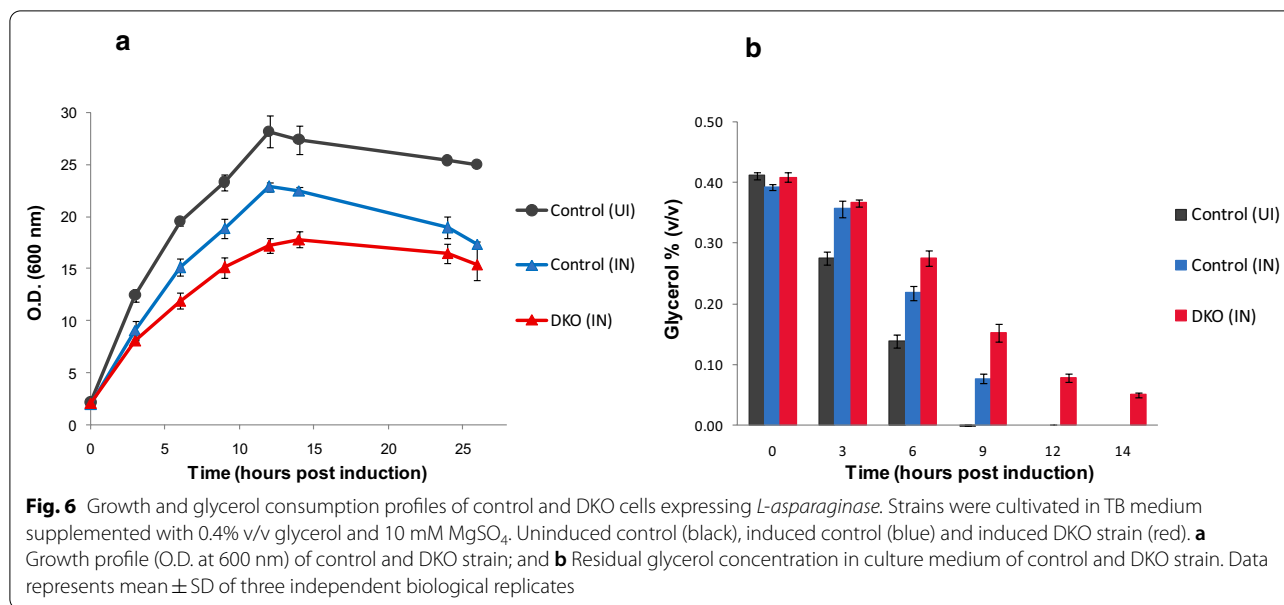 a
b
30
25
20
15
10
5
0
O.D. (600 nm)
0 5 10 15 20 25
Time (hours post induction)
Control (UI)
Control (IN)
DKO (IN)
0.50
0.40
0.30
0.20
0.10
0.00
Glycerol % (v/v)
0 3 6 9 12 14
Time (hours post induction)
Control (UI)
Control (IN)
DKO (IN)
Fig. 6 Growth and glycerol consumption profiles of control and DKO cells expressing L-asparaginase. Strains were cultivated in TB medium
supplemented with 0.4% v/v glycerol and 10 mM MgSO₄. Uninduced control (black), induced control (blue) and induced DKO strain (red). a
Growth profile (O.D. at 600 nm) of control and DKO strain; and b Residual glycerol concentration in culture medium of control and DKO strain. Data
represents mean ± SD of three independent biological replicates